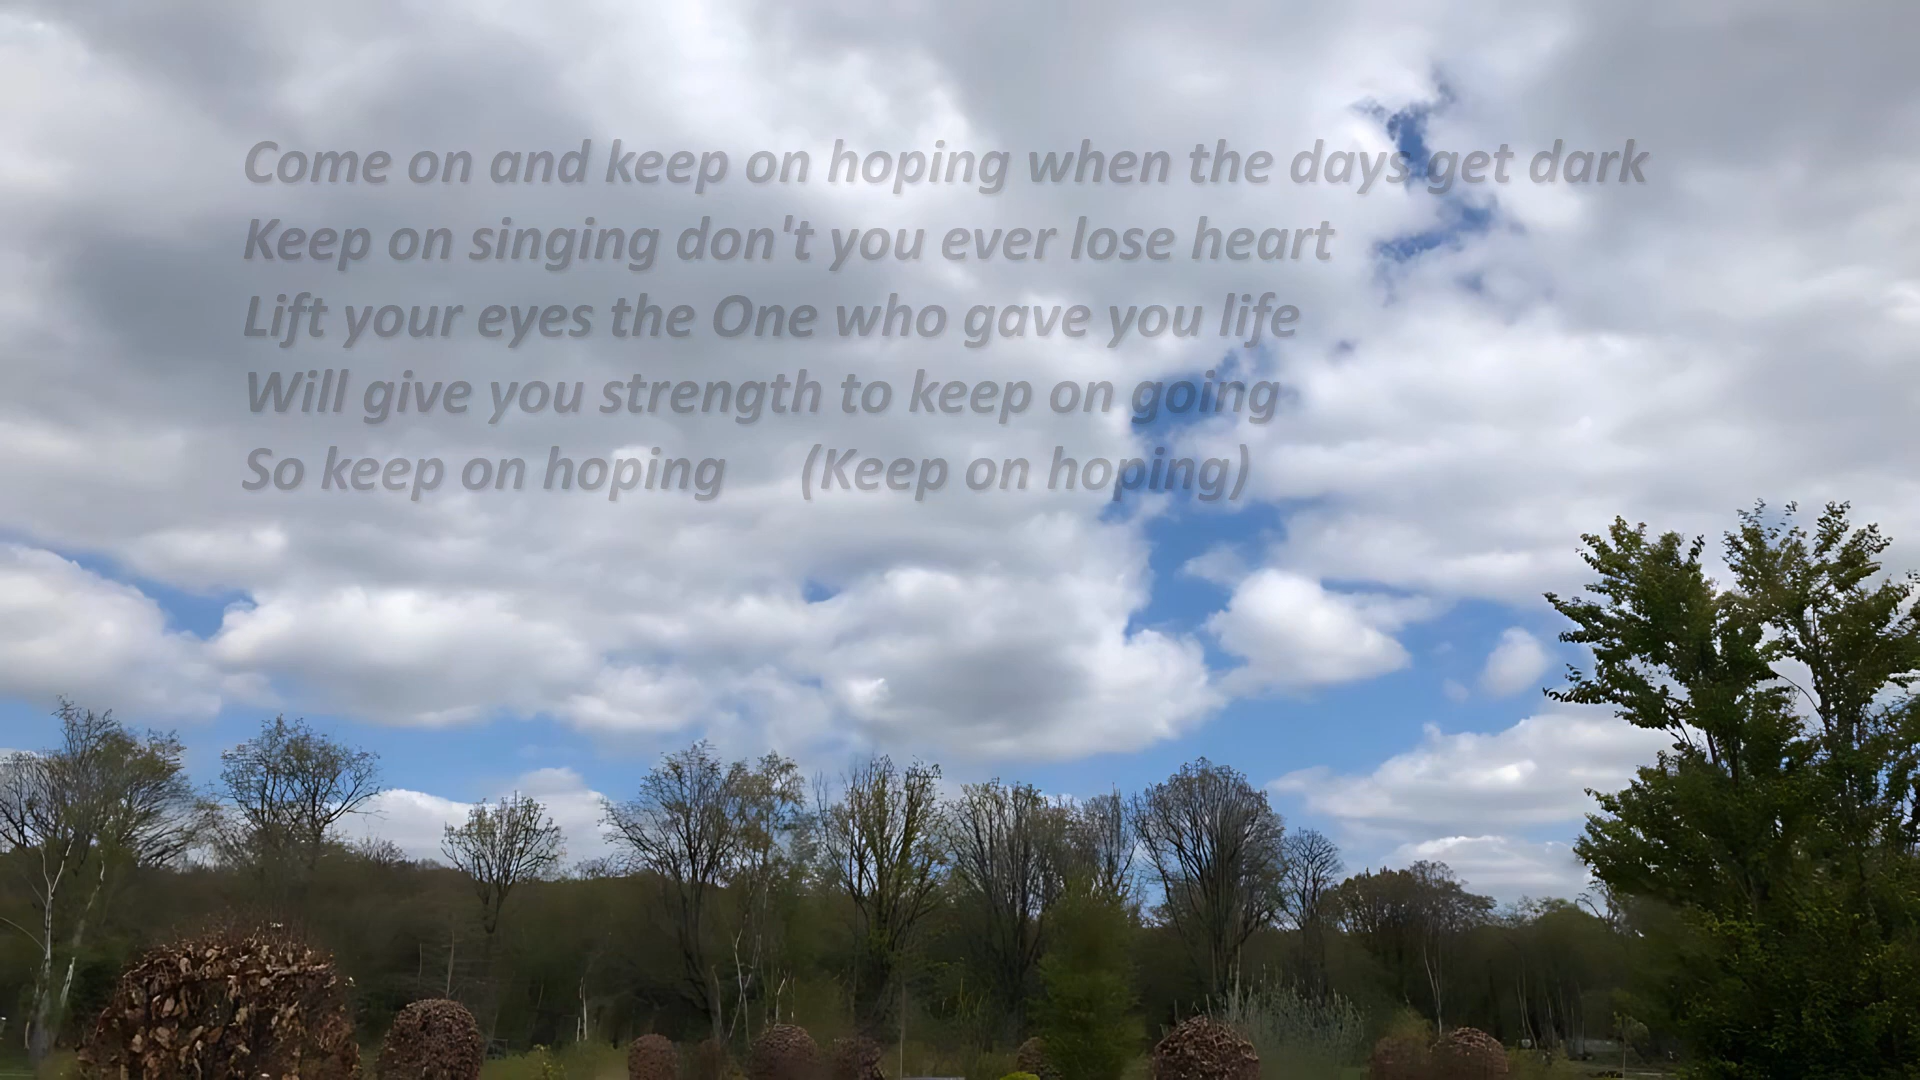 Come on and keep on hoping when the days get dark
Keep on singing don't you ever lose heart
Lift your eyes the One who gave you life
Will give you strength to keep on going
So keep on hoping (Keep on hoping)